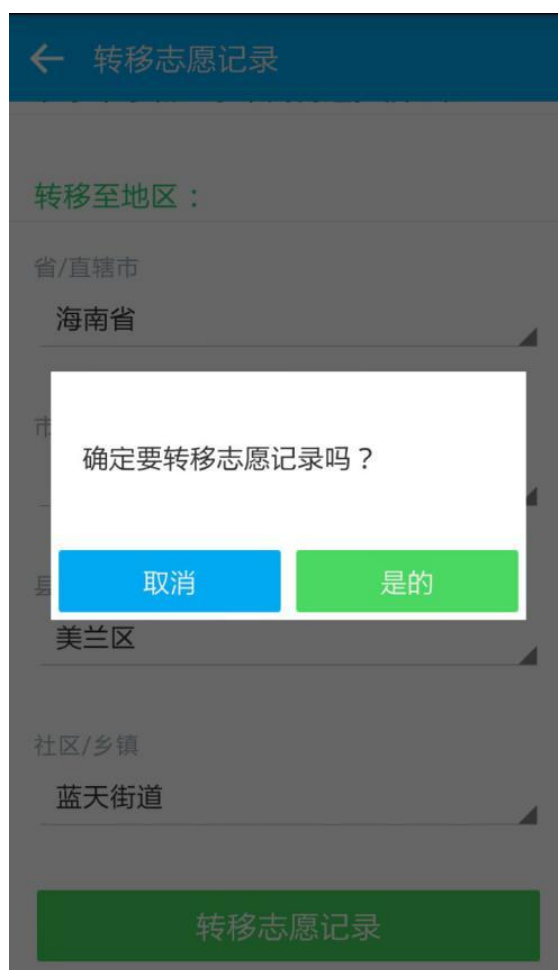 转移志愿记录
转移至地区：
省/直辖市
海南省
市
确定要转移志愿记录吗？
取消
是的
县
美兰区
社区/乡镇
蓝天街道
转移志愿记录